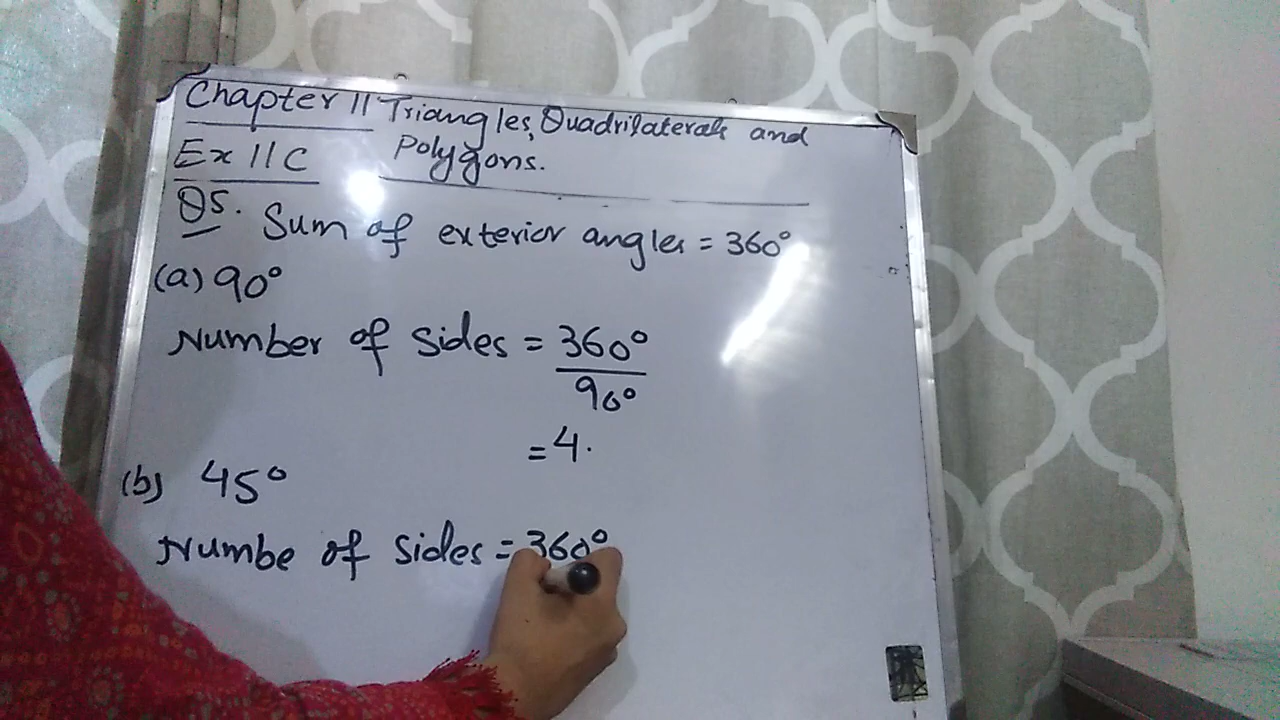 Chapter 11 Triangles, Quadrilaterals and
Polygons.
Ex 11C
Q5. Sum of exterior angles = 360°
(a) 90°
Number of sides = 360°
90°
= 4.
(b) 45°
Numbe of sides = 360°